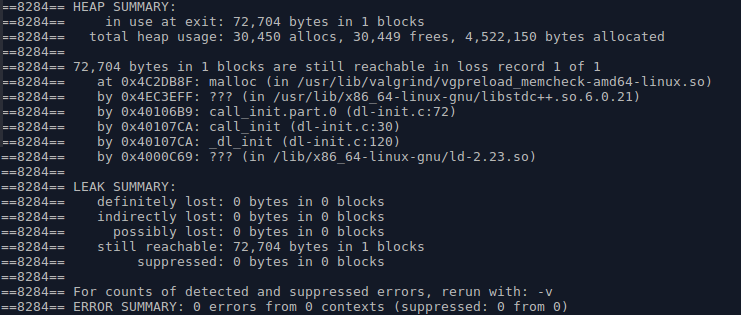 ==8284== HEAP SUMMARY:
==8284==     in use at exit: 72,704 bytes in 1 blocks
==8284==   total heap usage: 30,450 allocs, 30,449 frees, 4,522,150 bytes allocated
==8284==
==8284== 72,704 bytes in 1 blocks are still reachable in loss record 1 of 1
==8284==    at 0x4C2DB8F: malloc (in /usr/lib/valgrind/vgpreload_memcheck-amd64-linux.so)
==8284==    by 0x4EC3EFF: ??? (in /usr/lib/x86_64-linux-gnu/libstdc++.so.6.0.21)
==8284==    by 0x40106B9: call_init.part.0 (dl-init.c:72)
==8284==    by 0x40107CA: call_init (dl-init.c:30)
==8284==    by 0x40107CA: _dl_init (dl-init.c:120)
==8284==    by 0x4000C69: ??? (in /lib/x86_64-linux-gnu/ld-2.23.so)
==8284==
==8284== LEAK SUMMARY:
==8284==    definitely lost: 0 bytes in 0 blocks
==8284==    indirectly lost: 0 bytes in 0 blocks
==8284==      possibly lost: 0 bytes in 0 blocks
==8284==    still reachable: 72,704 bytes in 1 blocks
==8284==         suppressed: 0 bytes in 0 blocks
==8284==
==8284== For counts of detected and suppressed errors, rerun with: -v
==8284== ERROR SUMMARY: 0 errors from 0 contexts (suppressed: 0 from 0)